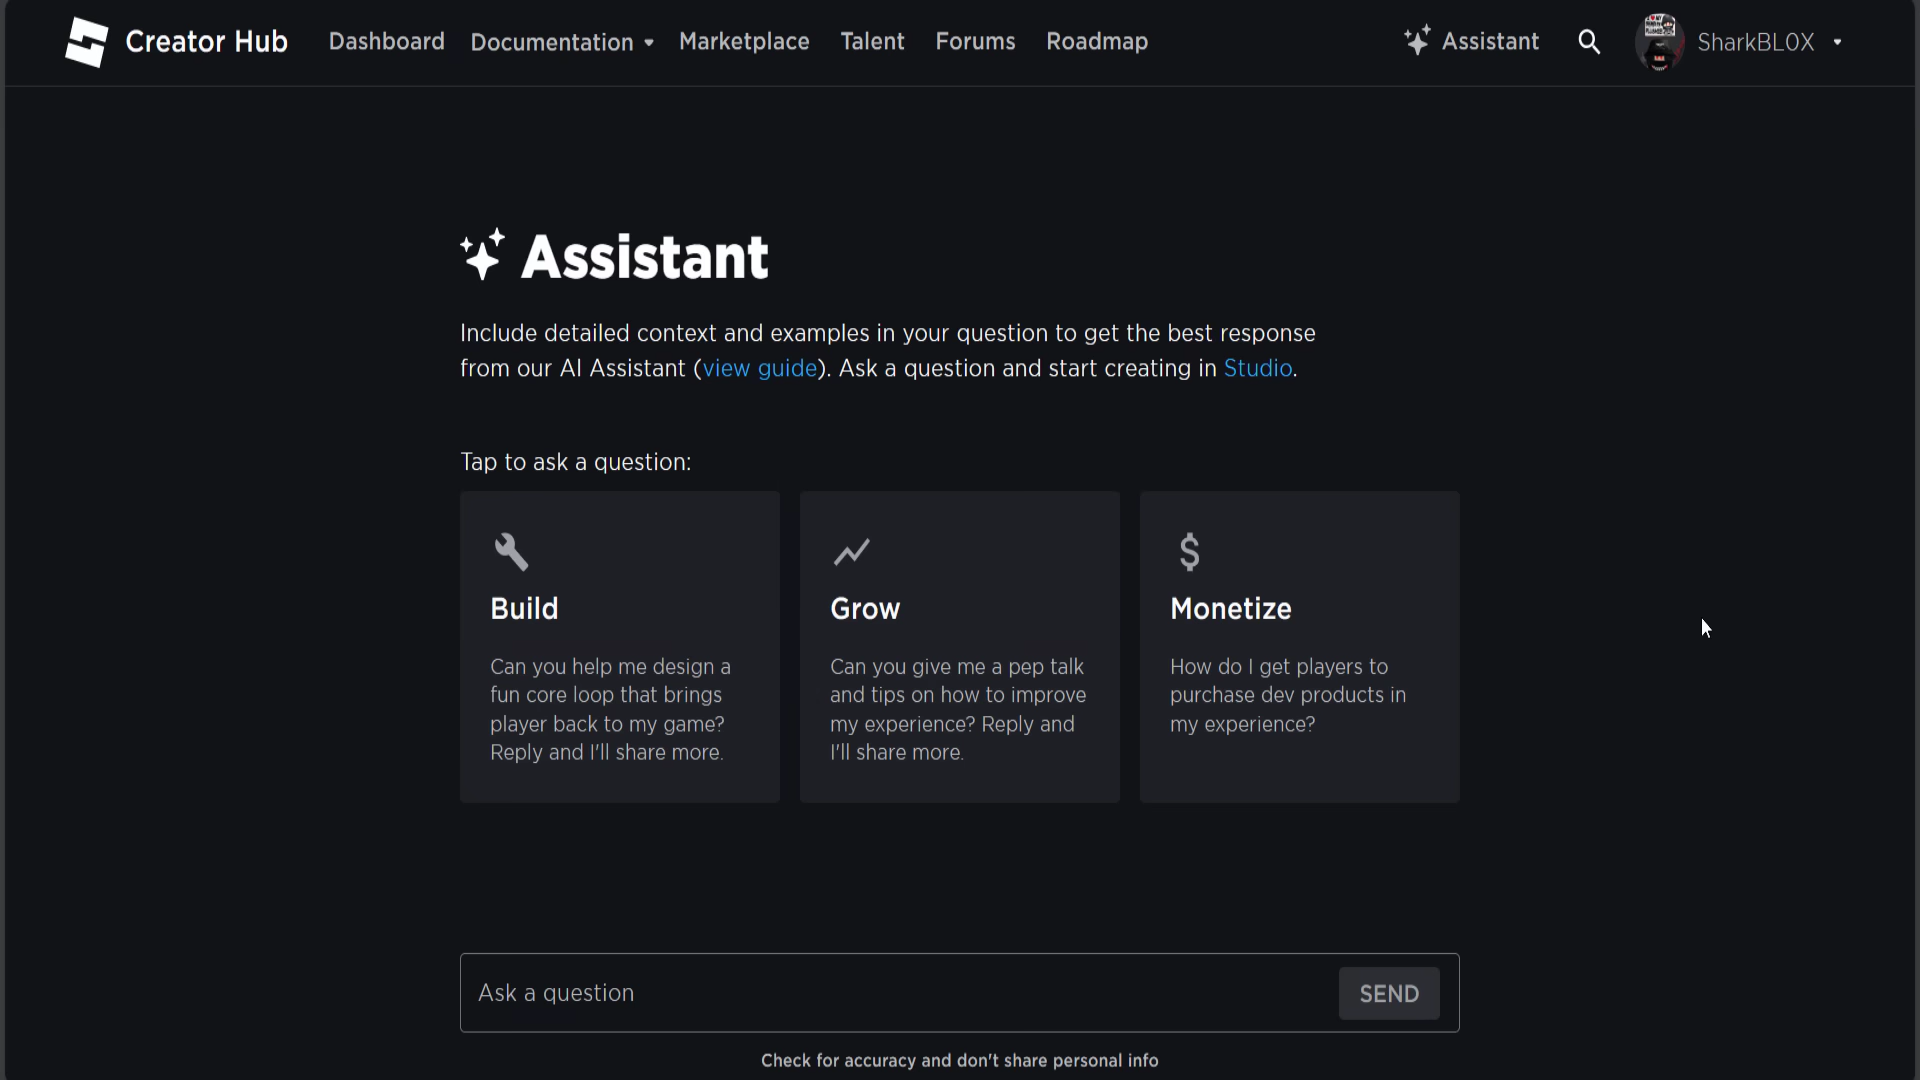 Creator Hub Dashboard Documentation Marketplace Talent Forums Roadmap Assistant SharkBL0X
Assistant
Include detailed context and examples in your question to get the best response
from our AI Assistant (view guide). Ask a question and start creating in Studio.
Tap to ask a question:
Build
Can you help me design a
fun core loop that brings
player back to my game?
Reply and I'll share more.
Grow
Can you give me a pep talk
and tips on how to improve
my experience? Reply and
I'll share more.
Monetize
How do I get players to
purchase dev products in
my experience?
Ask a question SEND
Check for accuracy and don't share personal info